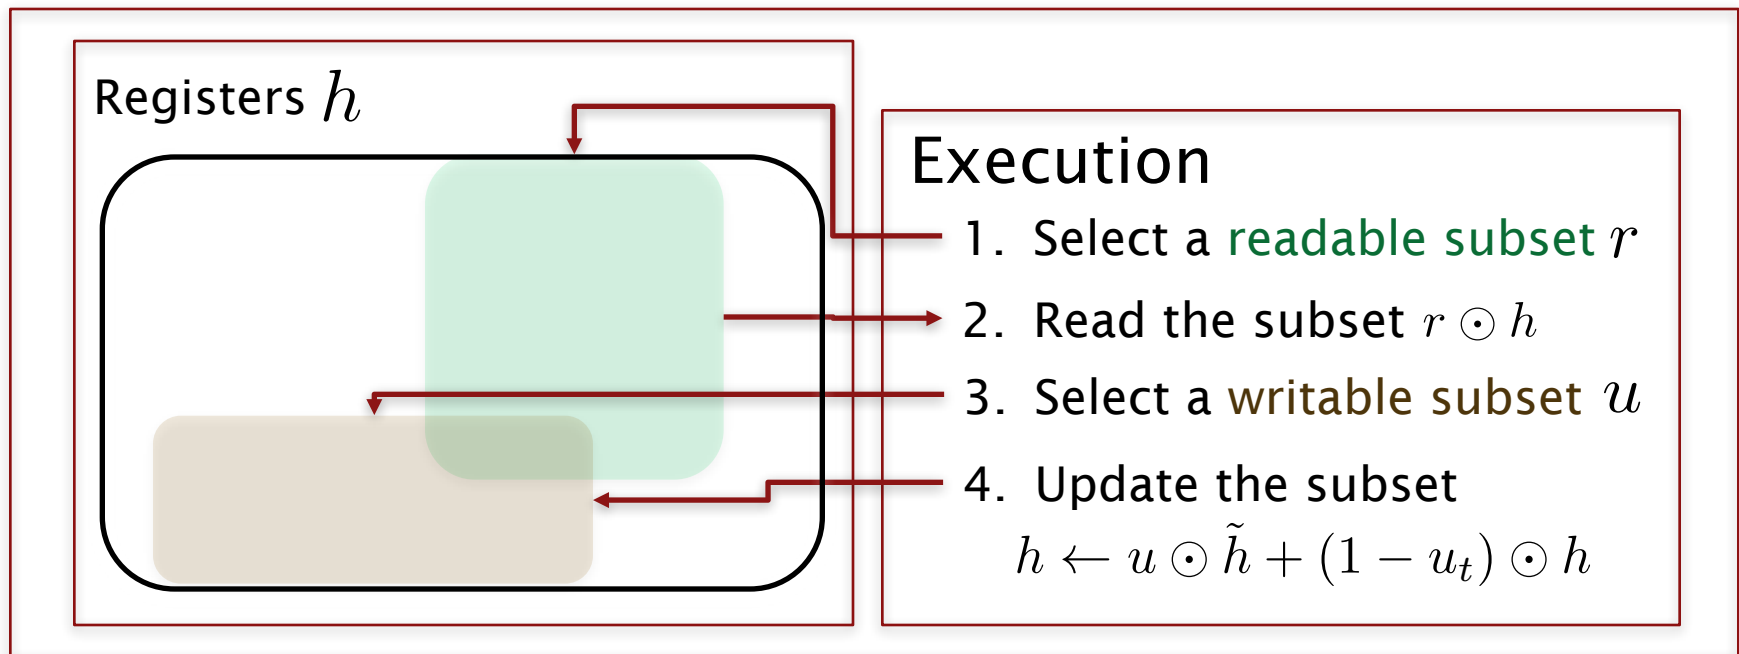 Registers h
Execution
1. Select a readable subset r
2. Read the subset r ⊙ h
3. Select a writable subset u
4. Update the subset
h ← u ⊙ h̃ + (1 − uₜ) ⊙ h